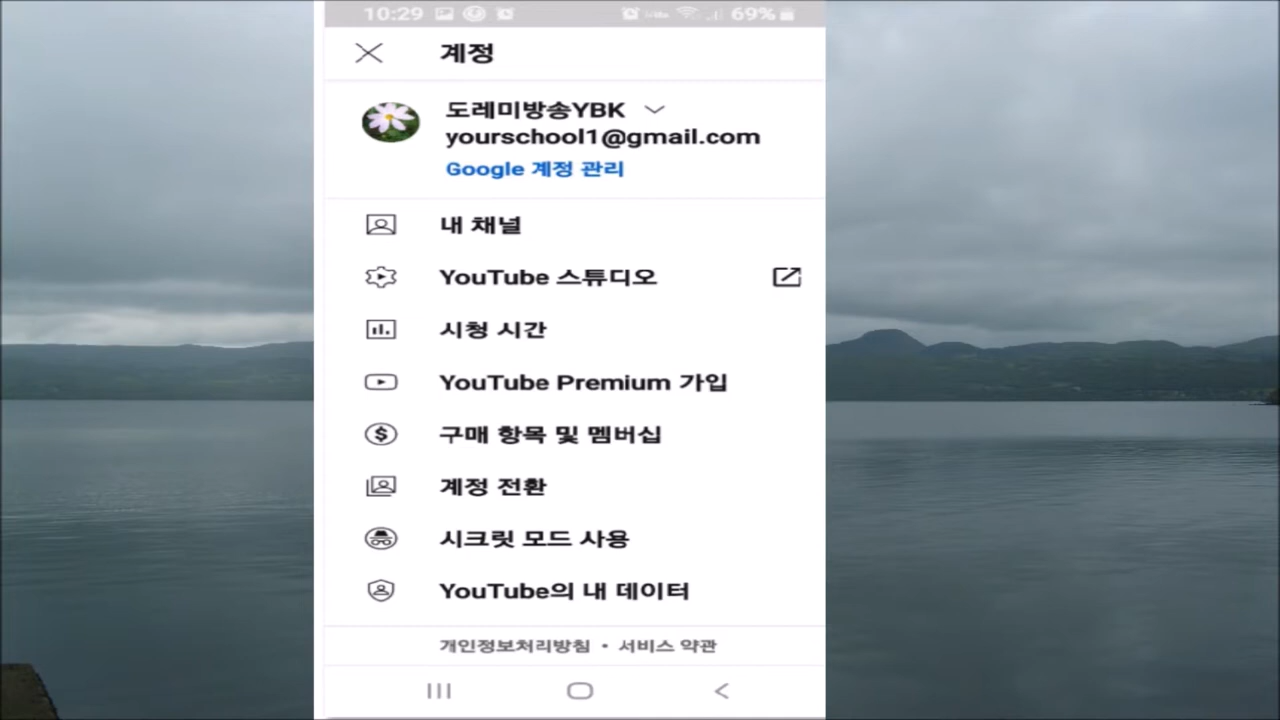 10:29 69%
계정
도레미방송YBK
yourschool1@gmail.com
Google 계정 관리
내 채널
YouTube 스튜디오
시청 시간
YouTube Premium 가입
구매 항목 및 멤버십
계정 전환
시크릿 모드 사용
YouTube의 내 데이터
개인정보처리방침 • 서비스 약관